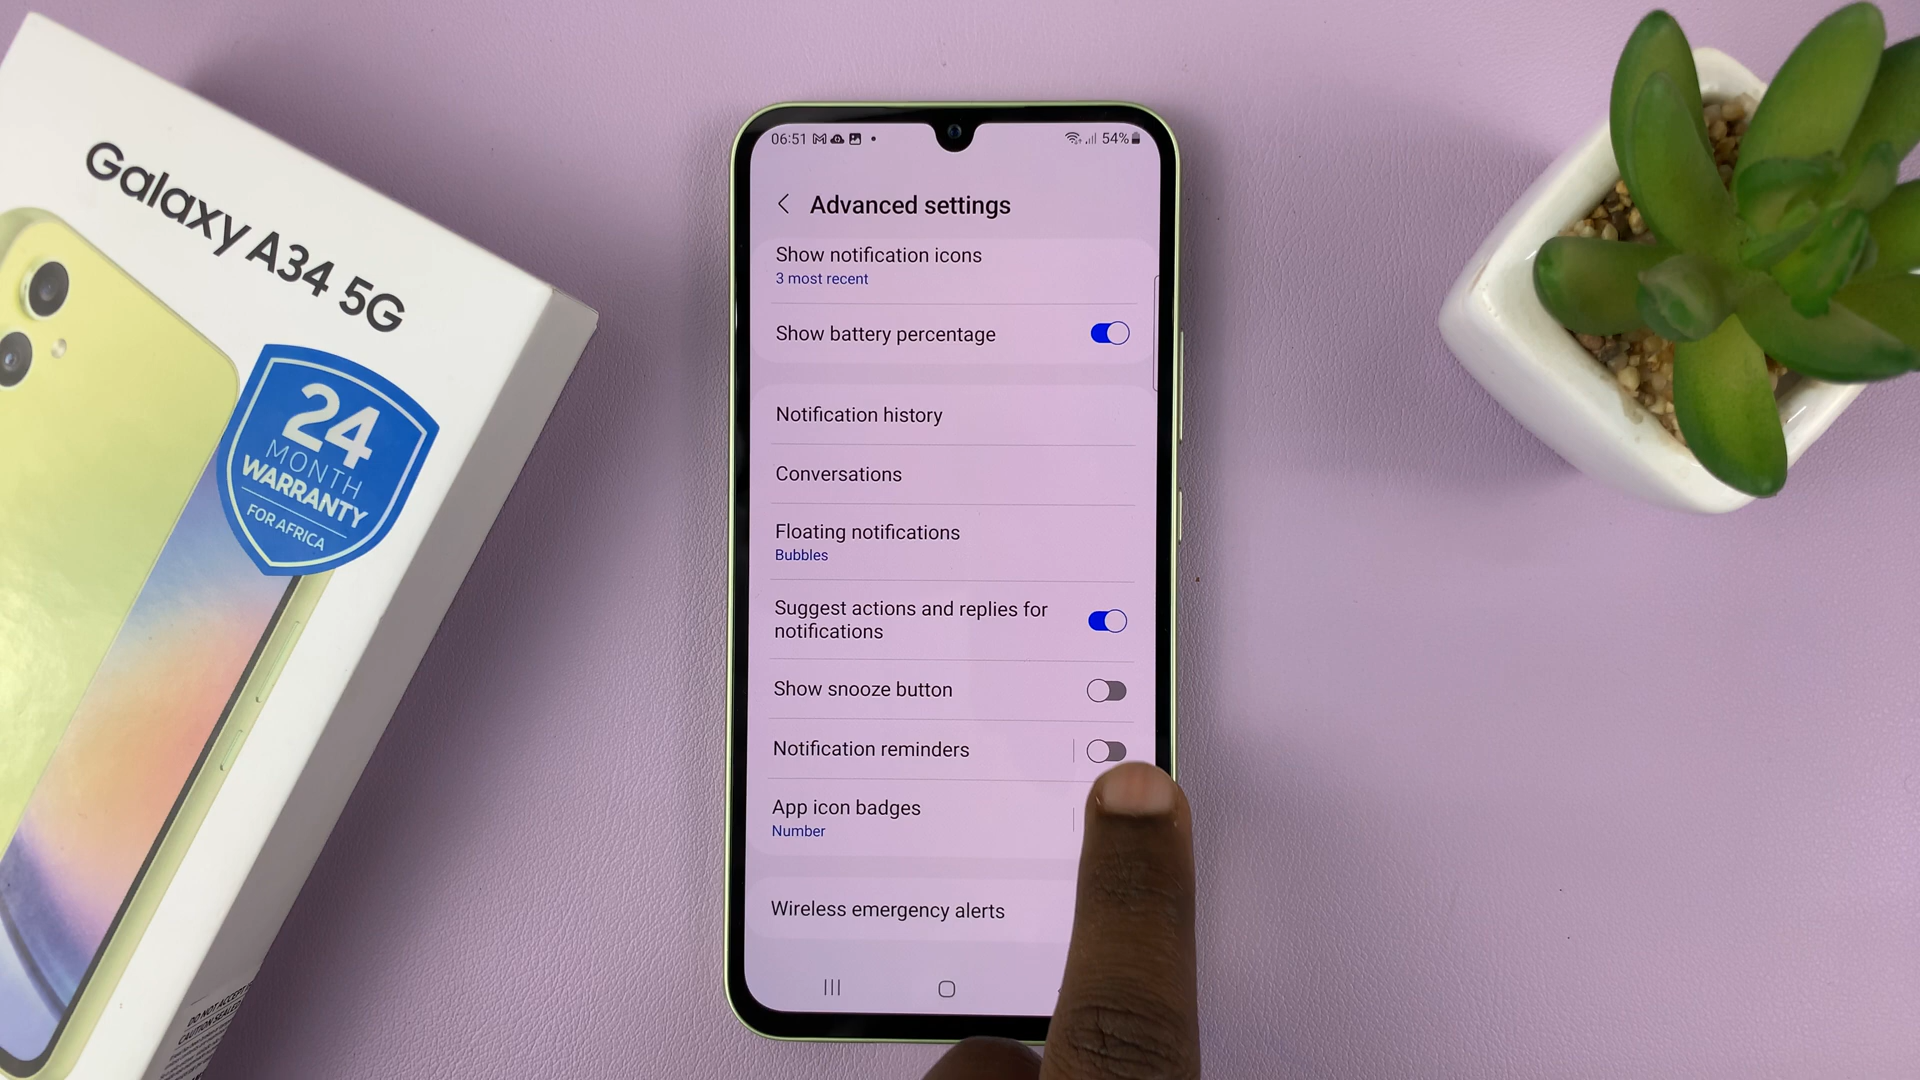 Galaxy A34 5G
24
MONTH
WARRANTY
FOR AFRICA
06:51
54%
Advanced settings
Show notification icons
3 most recent
Show battery percentage
Notification history
Conversations
Floating notifications
Bubbles
Suggest actions and replies for
notifications
Show snooze button
Notification reminders
App icon badges
Number
Wireless emergency alerts